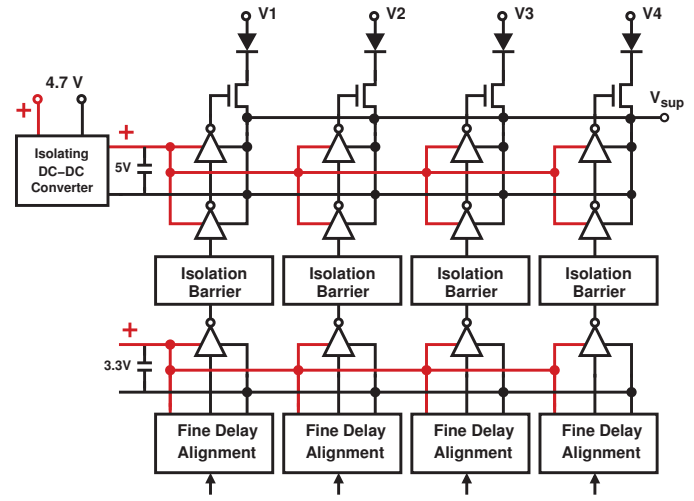 V1 V2 V3 V4
4.7 V
+ +
V_sup
Isolating
DC–DC
Converter
5V
Isolation
Barrier
Isolation
Barrier
Isolation
Barrier
Isolation
Barrier
+
3.3V
Fine Delay
Alignment
Fine Delay
Alignment
Fine Delay
Alignment
Fine Delay
Alignment